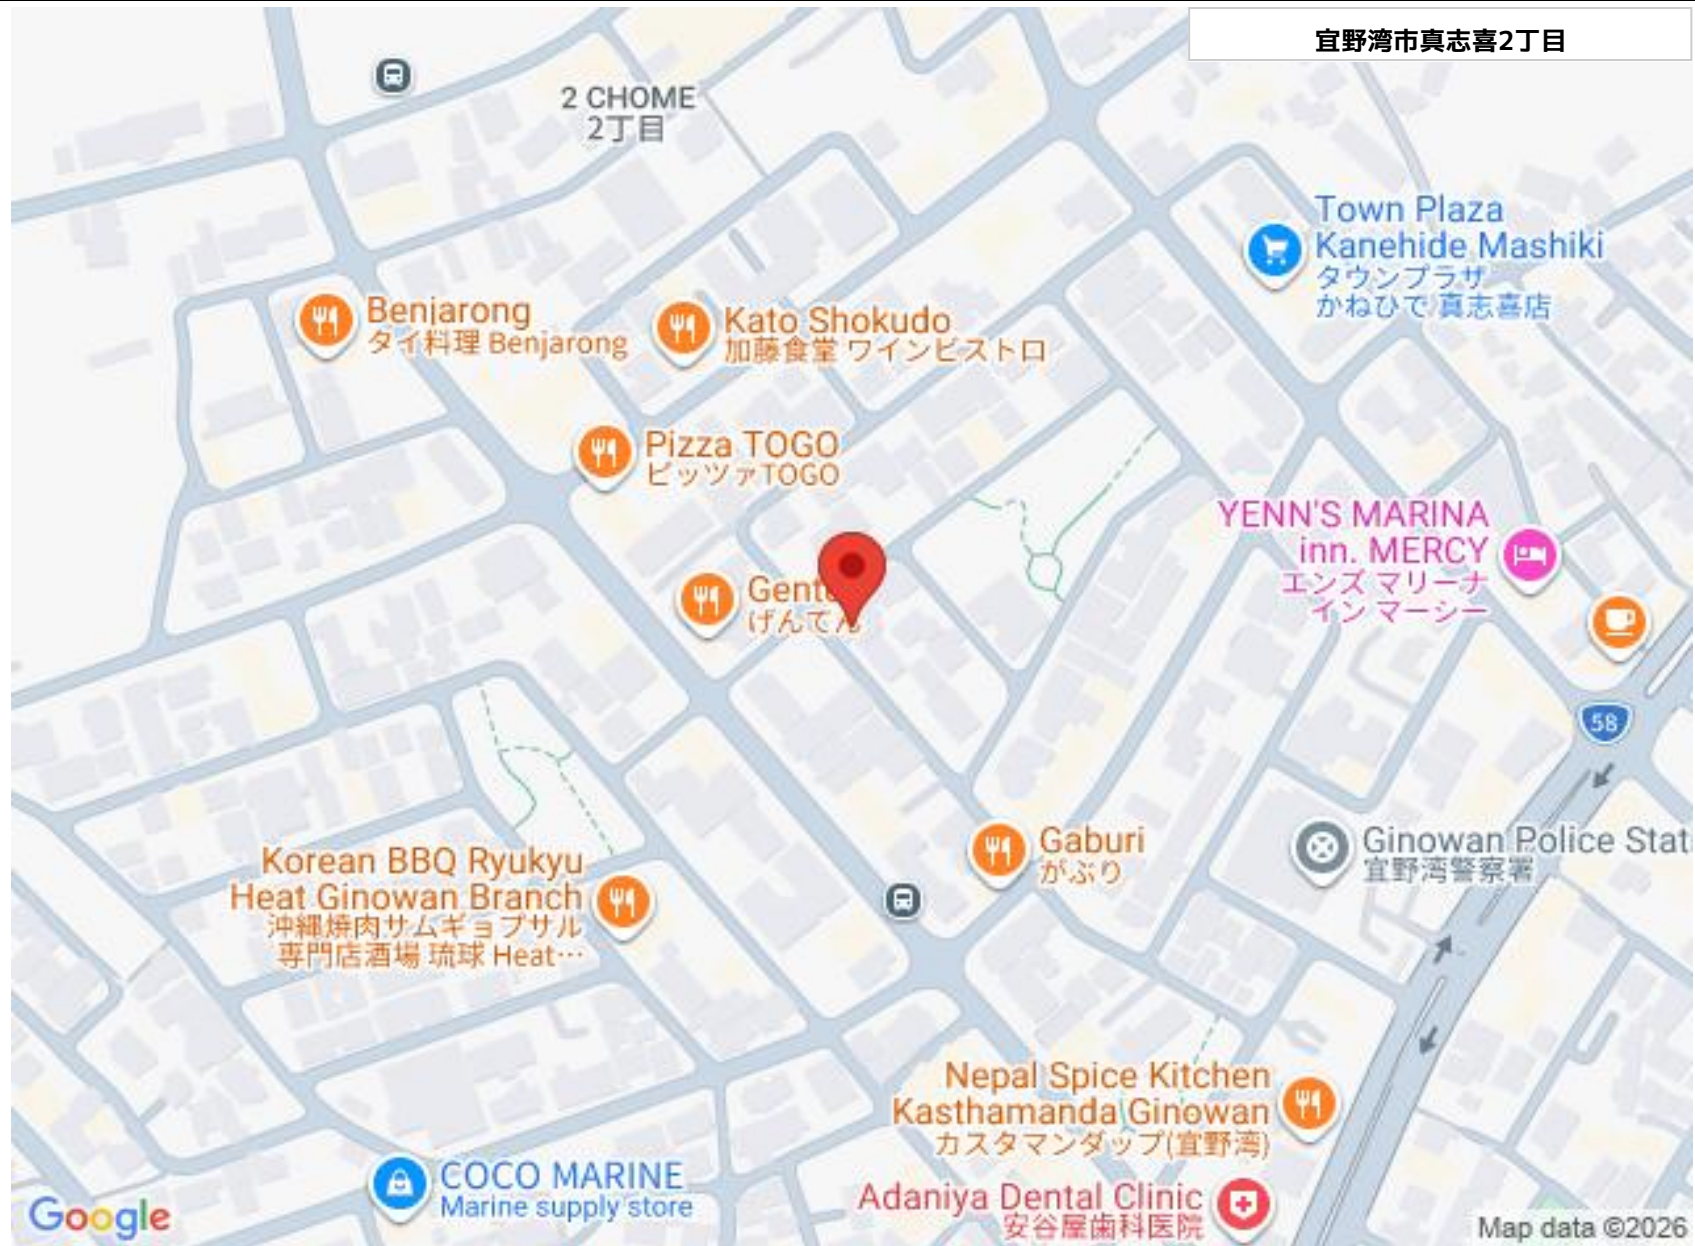 宜野湾市真志喜2丁目
2 CHOME
2丁目
Town Plaza
Kanehide Mashiki
タウンプラザ
かねひで 真志喜店
Benjarong
タイ料理 Benjarong
Kato Shokudo
加藤食堂 ワインビストロ
Pizza TOGO
ピッツァTOGO
YENN'S MARINA
inn. MERCY
エンズ マリーナ
イン マーシー
げんてん
58
Gaburi
がぶり
Ginowan Police Stat
宜野湾警察署
Korean BBQ Ryukyu
Heat Ginowan Branch
沖縄焼肉サムギョプサル
専門店酒場 琉球 Heat…
Nepal Spice Kitchen
Kasthamanda Ginowan
カスタマンダップ(宜野湾)
COCO MARINE
Marine supply store
Adaniya Dental Clinic
安谷屋歯科医院
Google
Map data ©2026